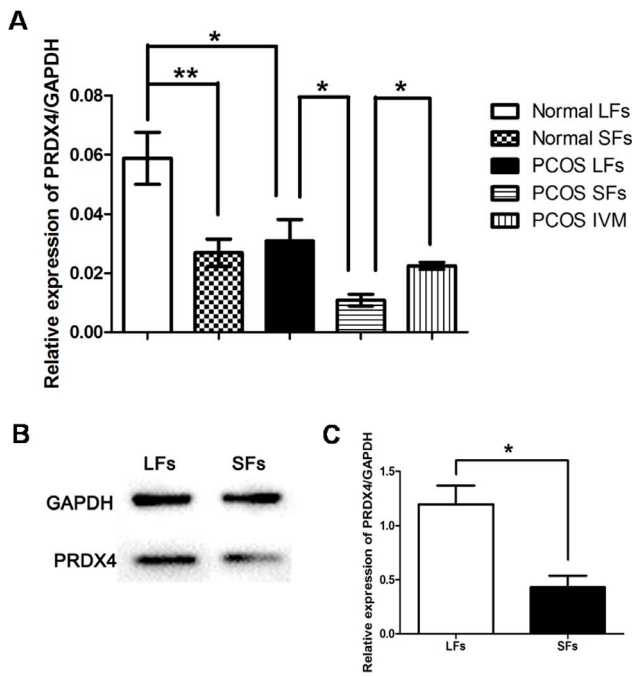 A
Relative expression of PRDX4/GAPDH
0.08
0.06
0.04
0.02
0.00
*
**
*
*
Normal LFs
Normal SFs
PCOS LFs
PCOS SFs
PCOS IVM
B
LFs SFs
GAPDH
PRDX4
C
Relative expression of PRDX4/GAPDH
1.5
1.0
0.5
0.0
*
LFs SFs